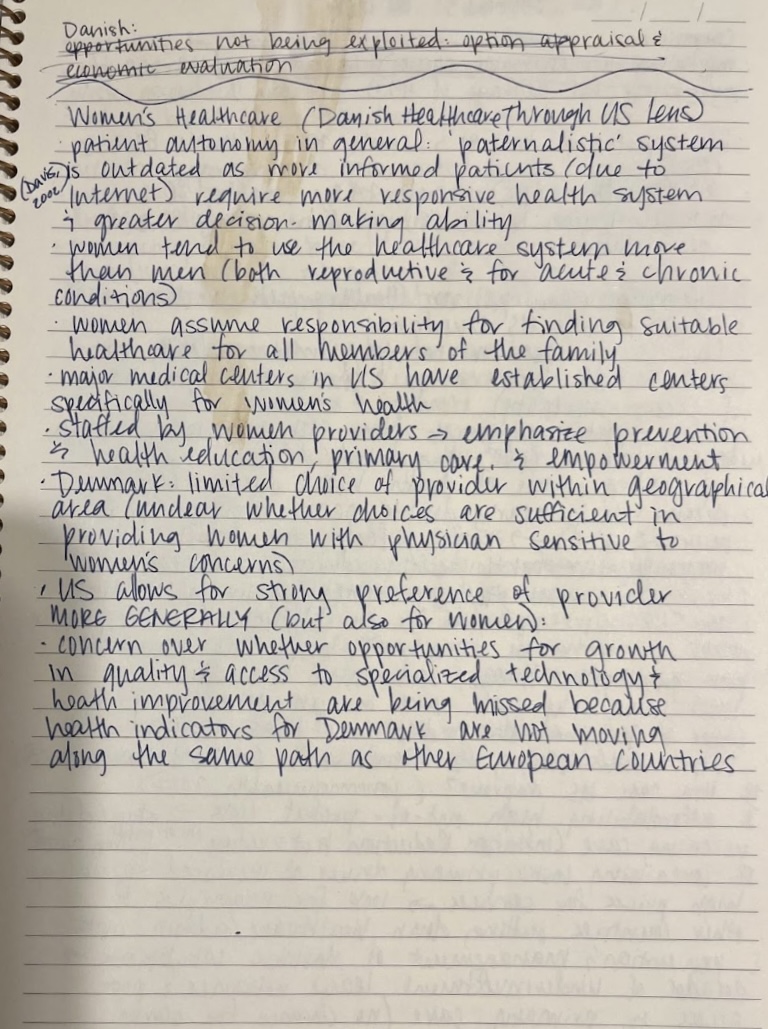 Danish:
opportunities not being exploited: option appraisal &
economic evaluation
Women's Healthcare (Danish Healthcare Through US Lens)
patient autonomy in general: 'paternalistic' system
(Davis, 2002) is outdated as more informed patients (due to
Internet) require more responsive health system
& greater decision-making ability
· women tend to use the healthcare system more
than men (both reproductive & for acute & chronic
conditions)
· women assume responsibility for finding suitable
healthcare for all members of the family
· major medical centers in US have established centers
specifically for women's health
· staffed by women providers → emphasize prevention
& health education, primary care, & empowerment
· Denmark: limited choice of provider within geographical
area (unclear whether choices are sufficient in
providing women with physician sensitive to
women's concerns)
· US allows for strong preference of provider
MORE GENERALLY (but also for women):
· concern over whether opportunities for growth
in quality & access to specialized technology &
heath improvement are being missed because
health indicators for Denmark are not moving
along the same path as other European countries